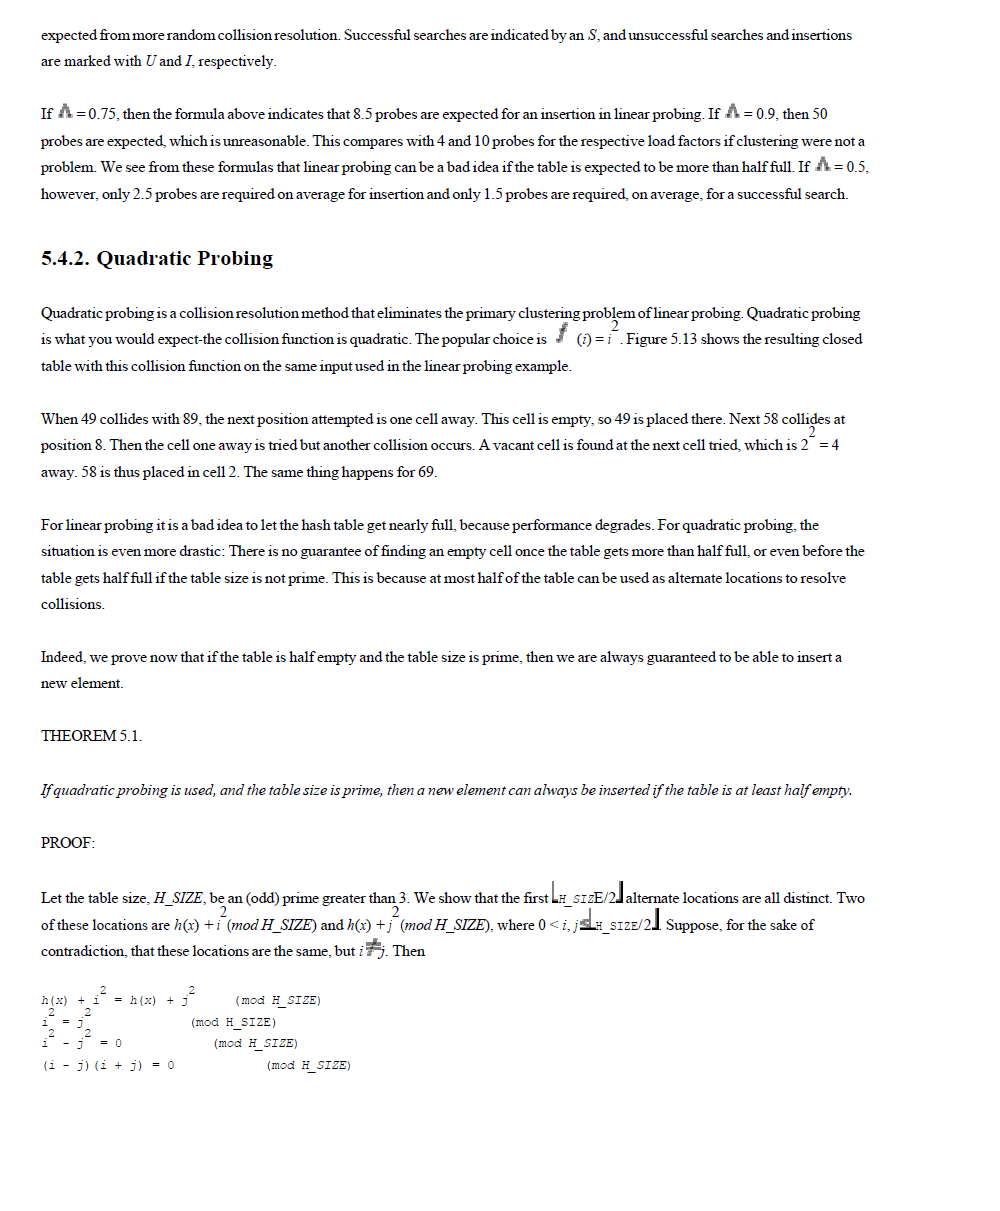 expected from more random collision resolution. Successful searches are indicated by an S, and unsuccessful searches and insertions
are marked with U and I, respectively.
If Λ = 0.75, then the formula above indicates that 8.5 probes are expected for an insertion in linear probing. If Λ = 0.9, then 50
probes are expected, which is unreasonable. This compares with 4 and 10 probes for the respective load factors if clustering were not a
problem. We see from these formulas that linear probing can be a bad idea if the table is expected to be more than half full. If Λ = 0.5,
however, only 2.5 probes are required on average for insertion and only 1.5 probes are required, on average, for a successful search.
5.4.2. Quadratic Probing
Quadratic probing is a collision resolution method that eliminates the primary clustering problem of linear probing. Quadratic probing
is what you would expect-the collision function is quadratic. The popular choice is f (i) = i². Figure 5.13 shows the resulting closed
table with this collision function on the same input used in the linear probing example.
When 49 collides with 89, the next position attempted is one cell away. This cell is empty, so 49 is placed there. Next 58 collides at
position 8. Then the cell one away is tried but another collision occurs. A vacant cell is found at the next cell tried, which is 2² = 4
away. 58 is thus placed in cell 2. The same thing happens for 69.
For linear probing it is a bad idea to let the hash table get nearly full, because performance degrades. For quadratic probing, the
situation is even more drastic: There is no guarantee of finding an empty cell once the table gets more than half full, or even before the
table gets half full if the table size is not prime. This is because at most half of the table can be used as alternate locations to resolve
collisions.
Indeed, we prove now that if the table is half empty and the table size is prime, then we are always guaranteed to be able to insert a
new element.
THEOREM 5.1.
If quadratic probing is used, and the table size is prime, then a new element can always be inserted if the table is at least half empty.
PROOF:
Let the table size, H_SIZE, be an (odd) prime greater than 3. We show that the first ⌊H_SIZE/2⌋ alternate locations are all distinct. Two
of these locations are h(x) + i² (mod H_SIZE) and h(x) + j² (mod H_SIZE), where 0 < i, j ≤ ⌊H_SIZE/2⌋. Suppose, for the sake of
contradiction, that these locations are the same, but i ≠ j. Then
h(x) + i² = h(x) + j² (mod H_SIZE)
i² = j² (mod H_SIZE)
i² - j² = 0 (mod H_SIZE)
(i - j)(i + j) = 0 (mod H_SIZE)